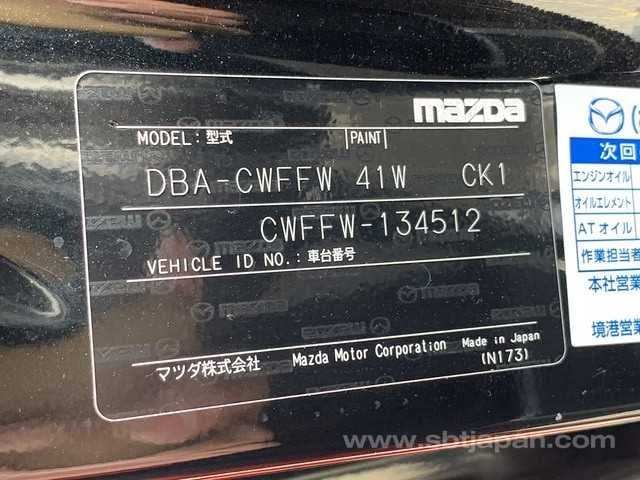 mazda
MODEL: 型式 PAINT
DBA-CWFFW 41W CK1
CWFFW-134512
VEHICLE ID NO.: 車台番号
マツダ株式会社 Mazda Motor Corporation Made in Japan
(N173)
次回
エンジンオイル
オイルエレメント
ATオイル
作業担当者
本社営業
境港営業
www.sbtjapan.com